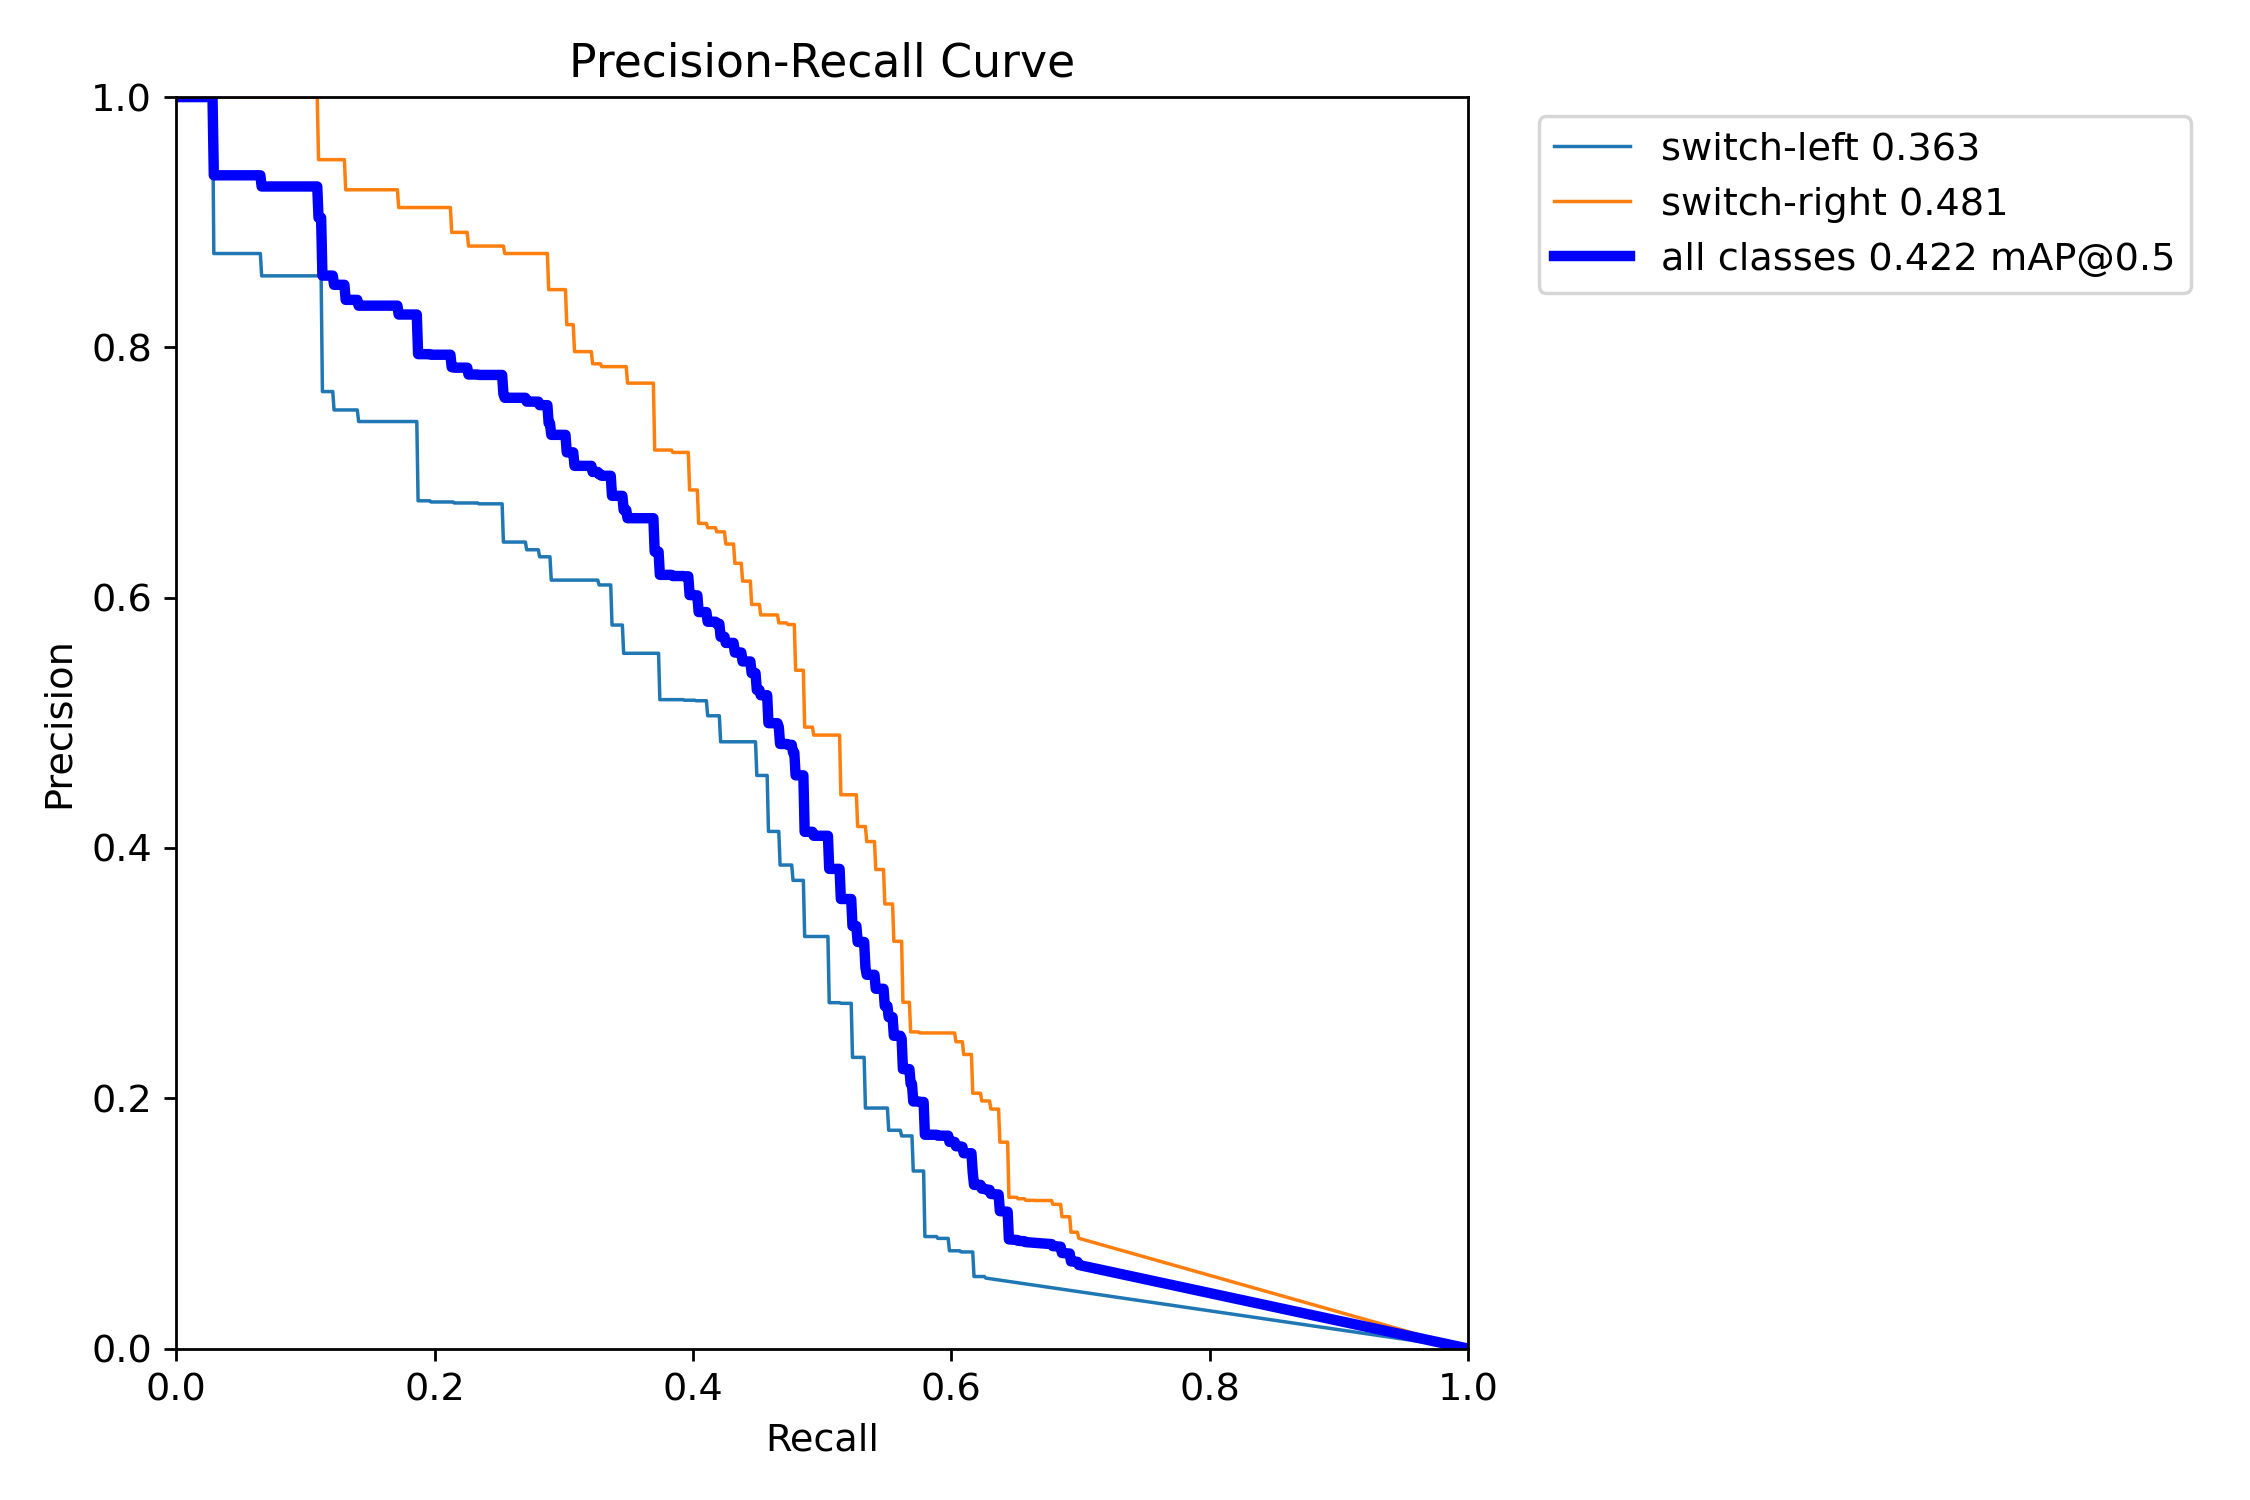 Precision-Recall Curve
1.0
0.8
0.6
0.4
0.2
0.0
Precision
0.0 0.2 0.4 0.6 0.8 1.0
Recall
switch-left 0.363
switch-right 0.481
all classes 0.422 mAP@0.5